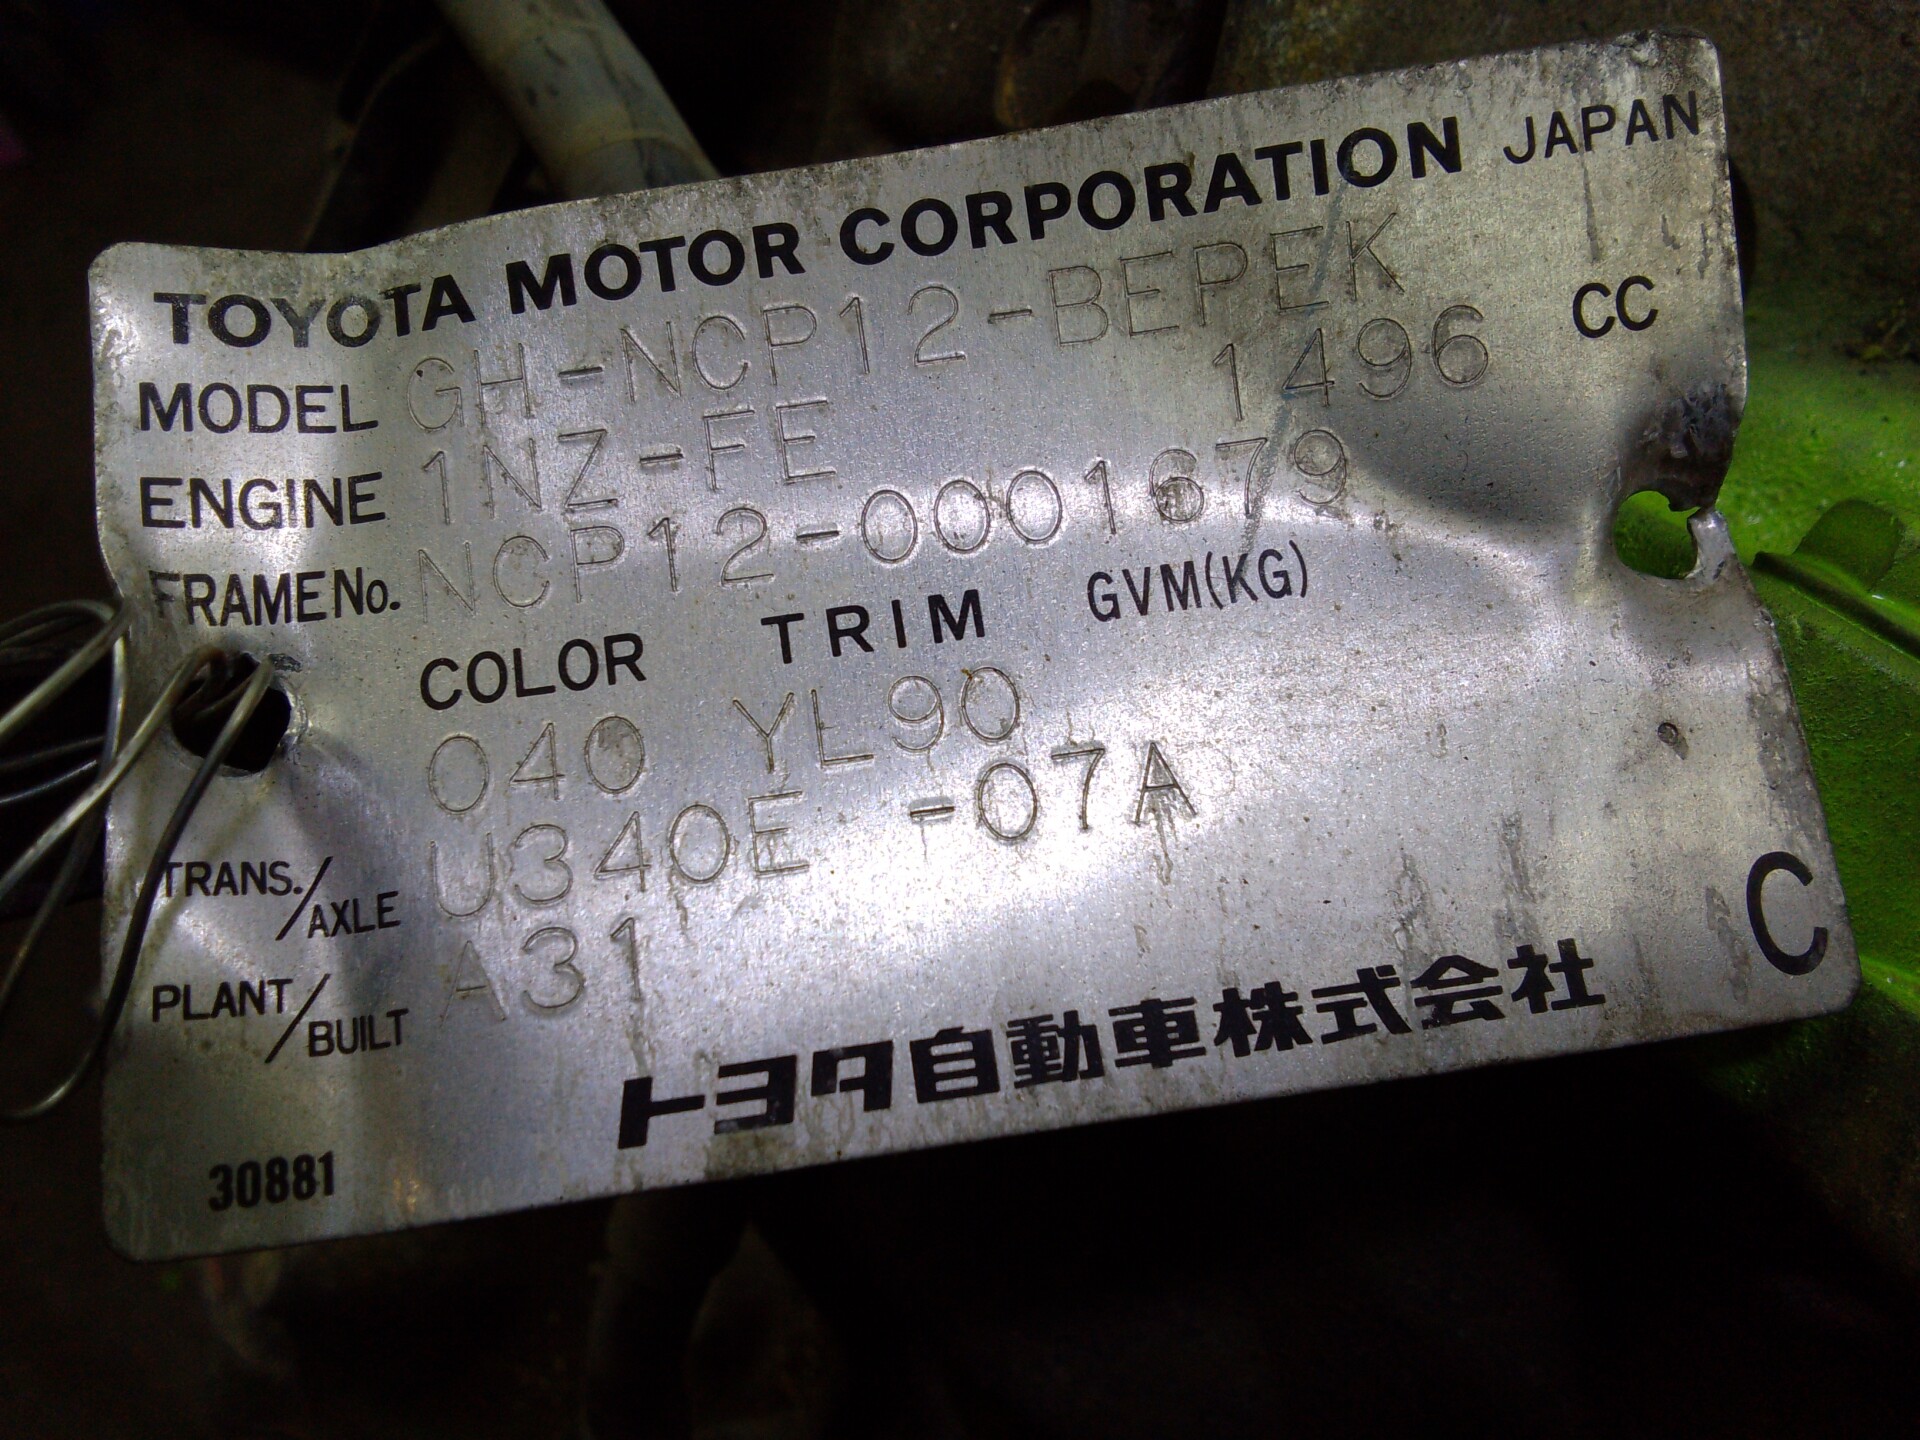 TOYOTA MOTOR CORPORATION JAPAN
MODEL GH-NCP12-BEPEK
ENGINE 1NZ-FE 1496 CC
FRAME No. NCP12-0001679
COLOR TRIM GVM(KG)
040 YL90
TRANS./AXLE U340E -07A
PLANT/BUILT A31
トヨタ自動車株式会社 C
30881